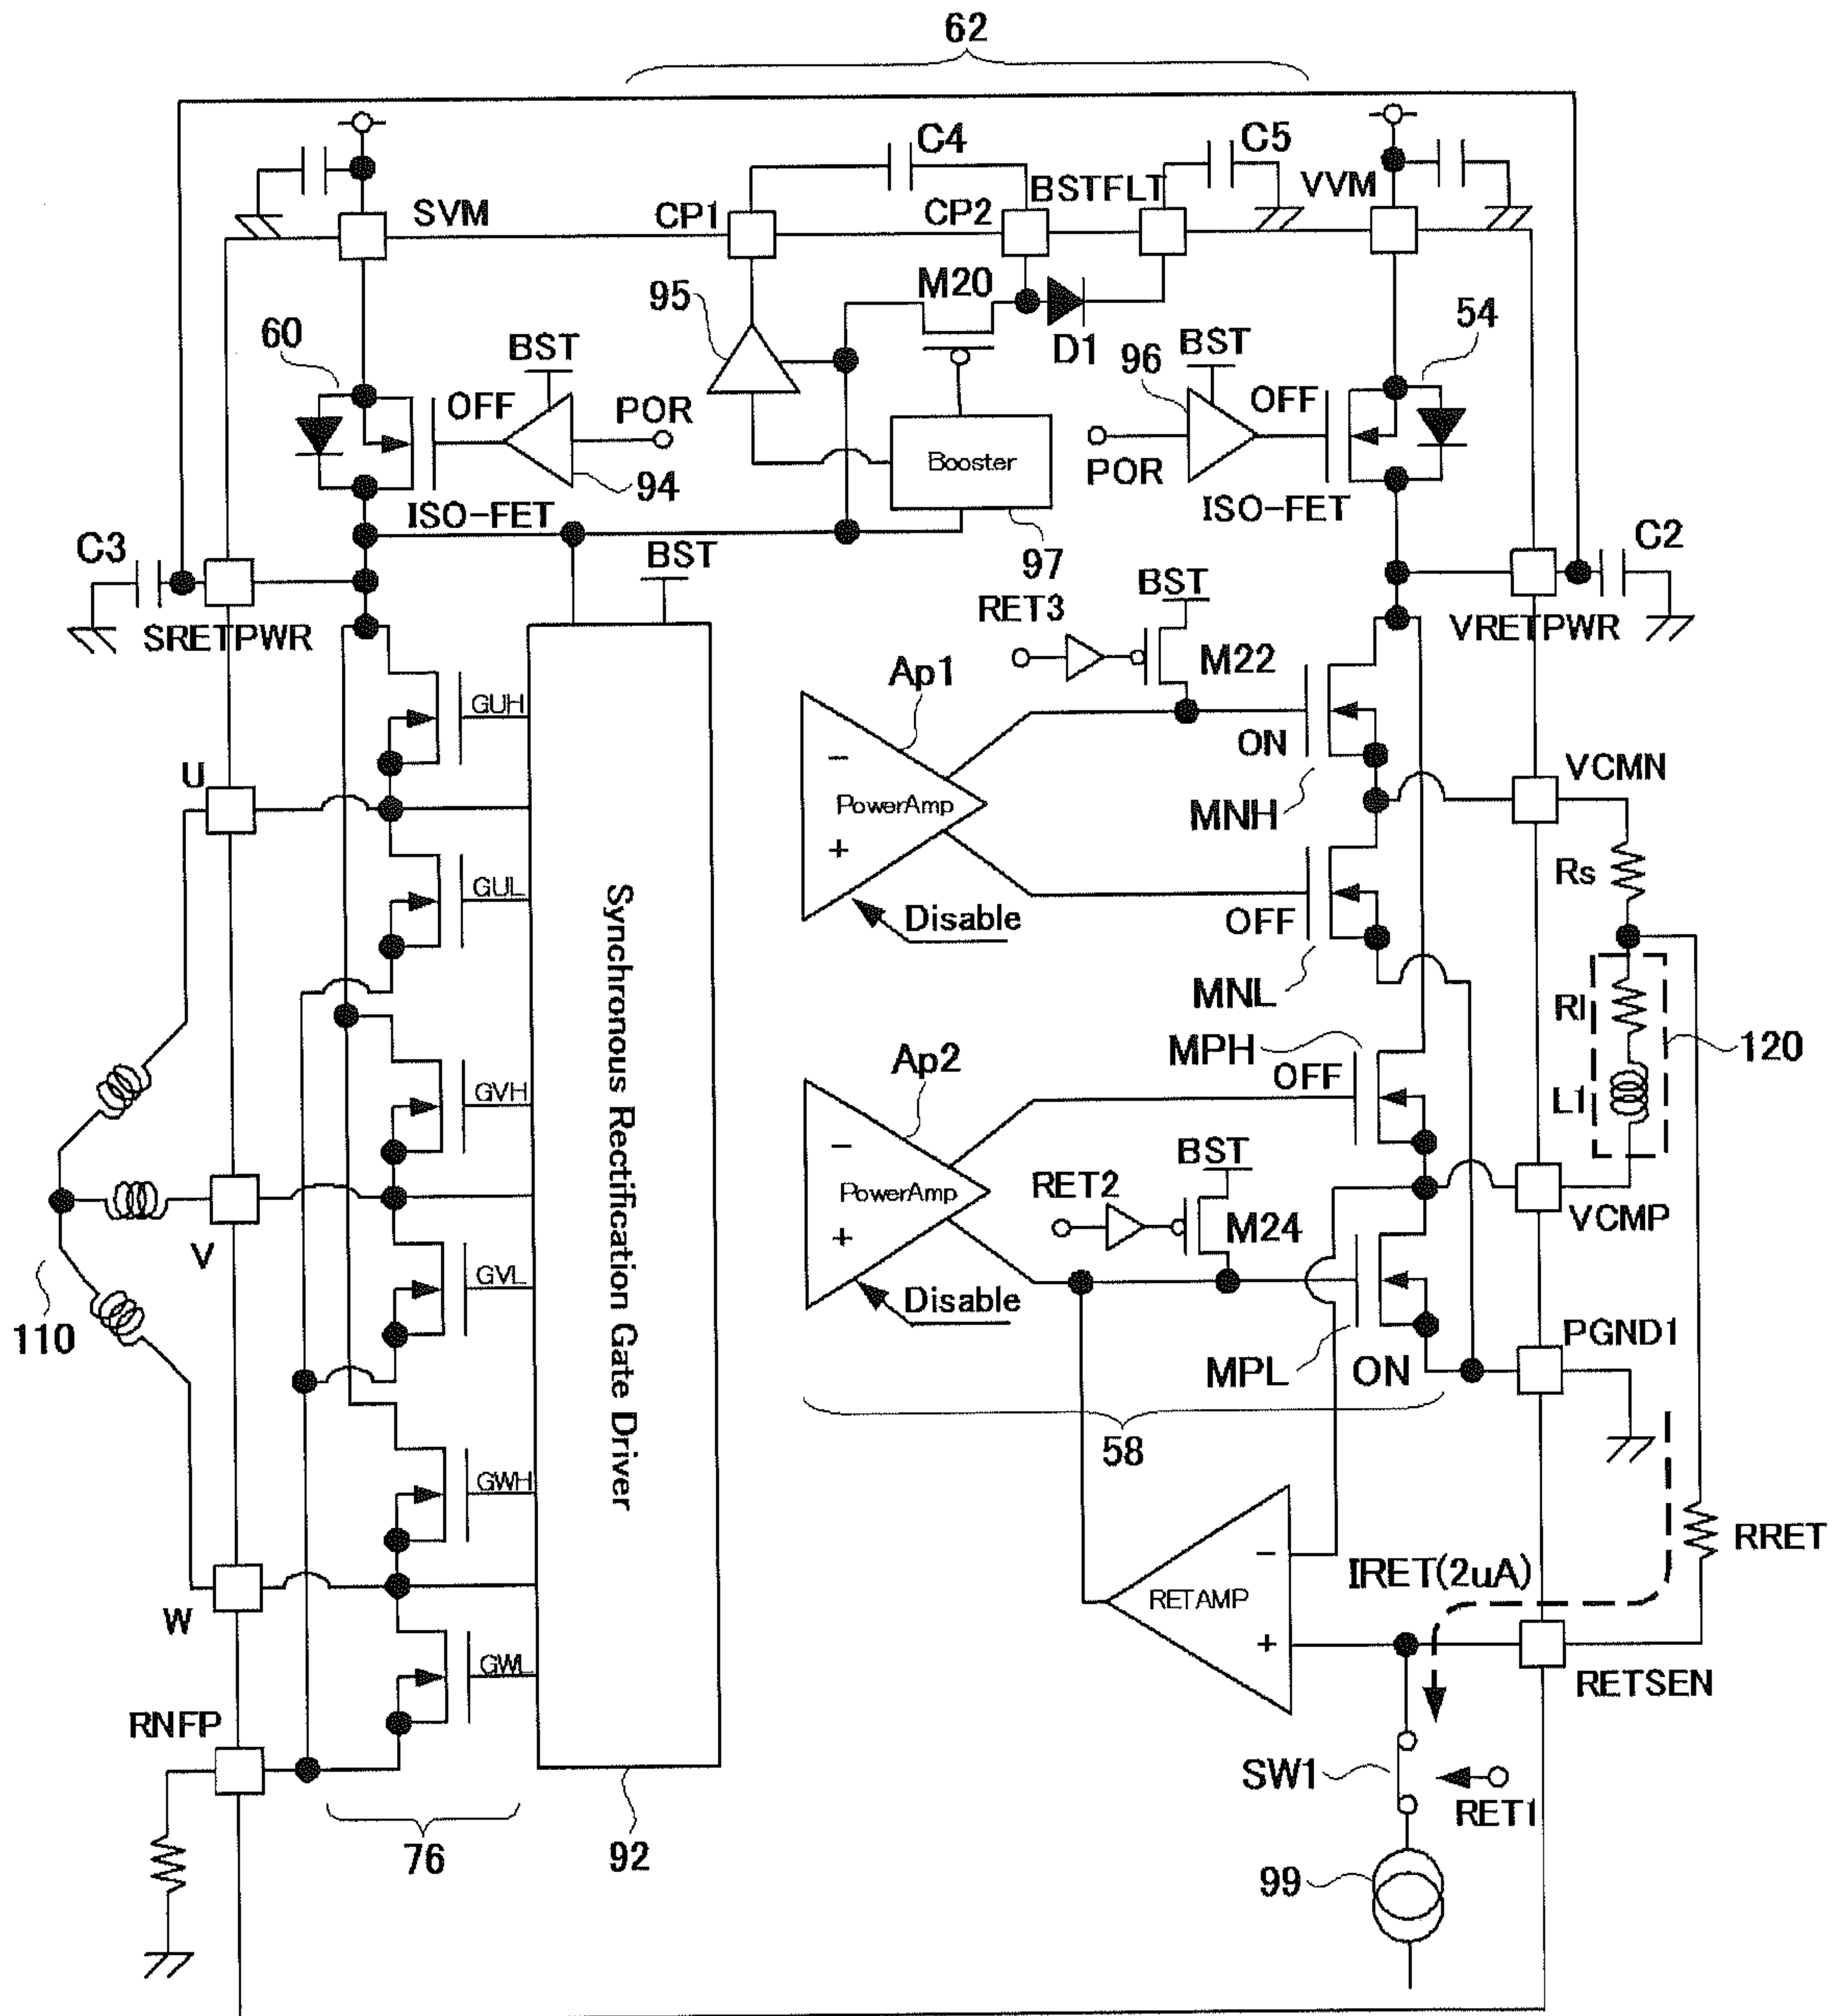 62
C4
C5
SVM
CP1
CP2
BSTFLT
VVM
95
M20
D1
60
BST
OFF
POR
94
ISO-FET
Booster
97
96
BST
OFF
POR
ISO-FET
54
C3
SRETPWR
BST
C2
VRETPWR
RET3
BST
M22
Ap1
PowerAmp
−
+
Disable
ON
MNH
OFF
MNL
VCMN
Rs
Rl
L1
120
GUH
U
GUL
GVH
V
GVL
110
GWH
W
GWL
RNFP
Synchronous Rectification Gate Driver
76
92
Ap2
PowerAmp
−
+
Disable
MPH
OFF
RET2
BST
M24
VCMP
MPL
ON
PGND1
58
RETAMP
−
+
IRET(2uA)
RRET
RETSEN
SW1
RET1
99